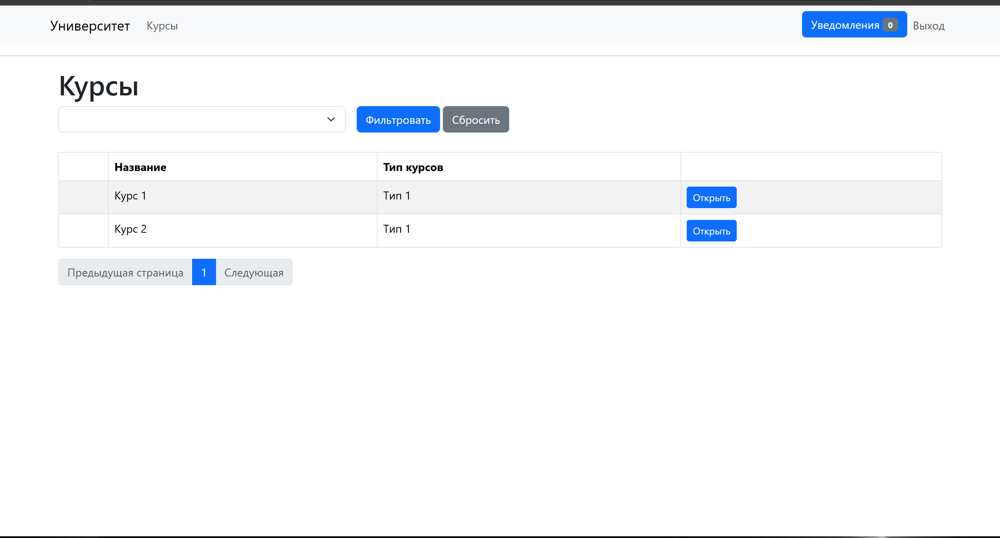 Университет Курсы Уведомления 0 Выход
Курсы
Фильтровать Сбросить
Название Тип курсов
Курс 1 Тип 1 Открыть
Курс 2 Тип 1 Открыть
Предыдущая страница 1 Следующая